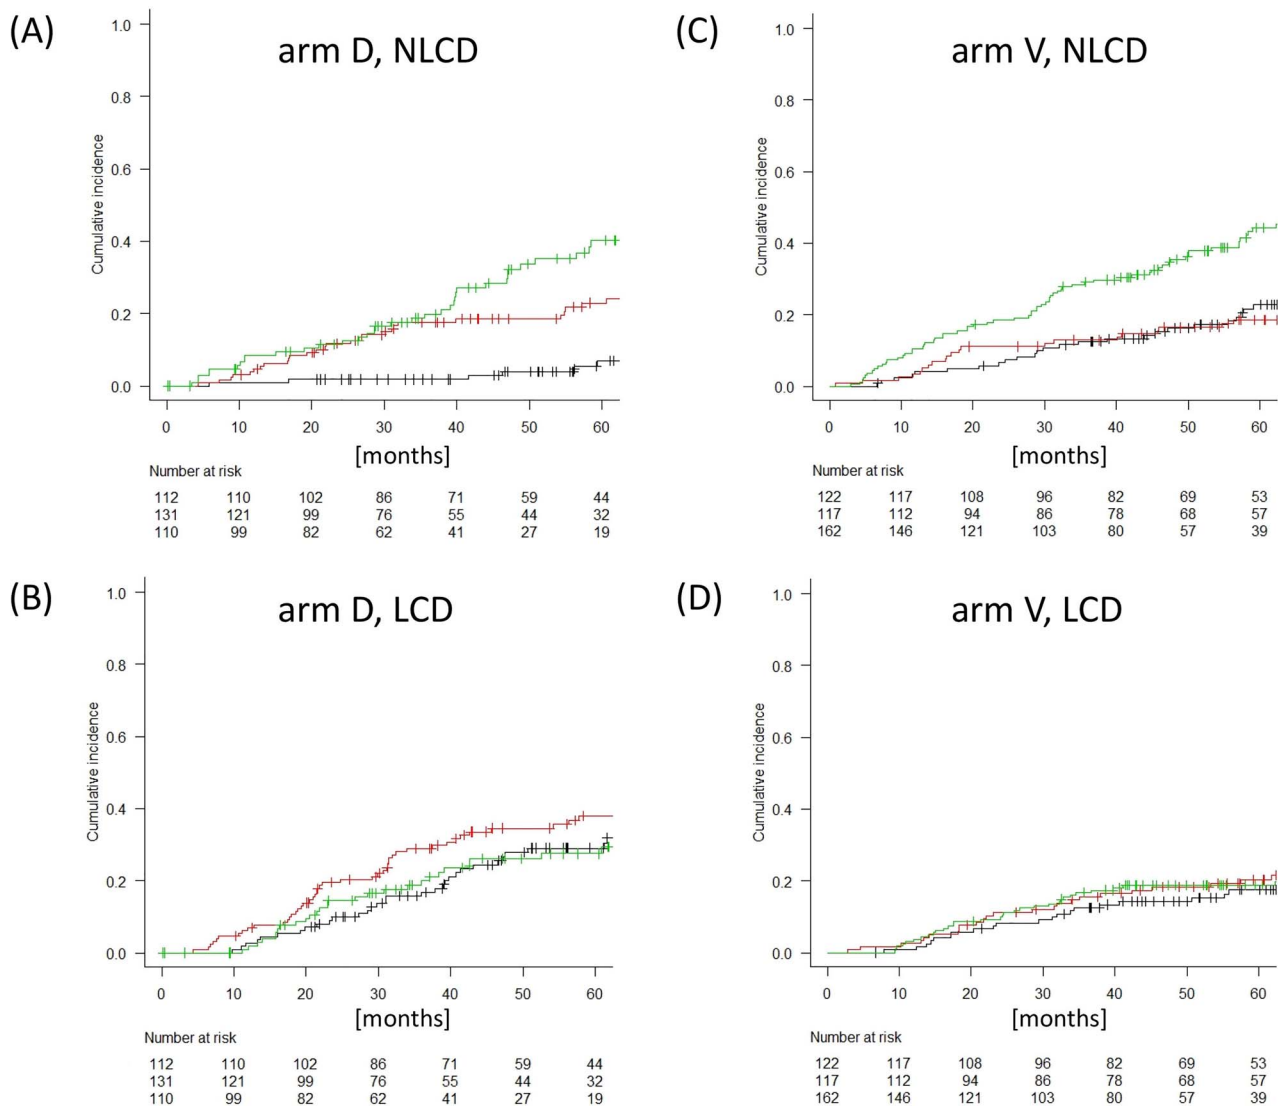 (A)
arm D, NLCD
1.0
0.8
0.6
0.4
0.2
0.0
Cumulative incidence
0 10 20 30 40 50 60
[months]
Number at risk
112 110 102 86 71 59 44
131 121 99 76 55 44 32
110 99 82 62 41 27 19
(C)
arm V, NLCD
1.0
0.8
0.6
0.4
0.2
0.0
Cumulative incidence
0 10 20 30 40 50 60
[months]
Number at risk
122 117 108 96 82 69 53
117 112 94 86 78 68 57
162 146 121 103 80 57 39
(B)
arm D, LCD
1.0
0.8
0.6
0.4
0.2
0.0
Cumulative incidence
0 10 20 30 40 50 60
[months]
Number at risk
112 110 102 86 71 59 44
131 121 99 76 55 44 32
110 99 82 62 41 27 19
(D)
arm V, LCD
1.0
0.8
0.6
0.4
0.2
0.0
Cumulative incidence
0 10 20 30 40 50 60
[months]
Number at risk
122 117 108 96 82 69 53
117 112 94 86 78 68 57
162 146 121 103 80 57 39